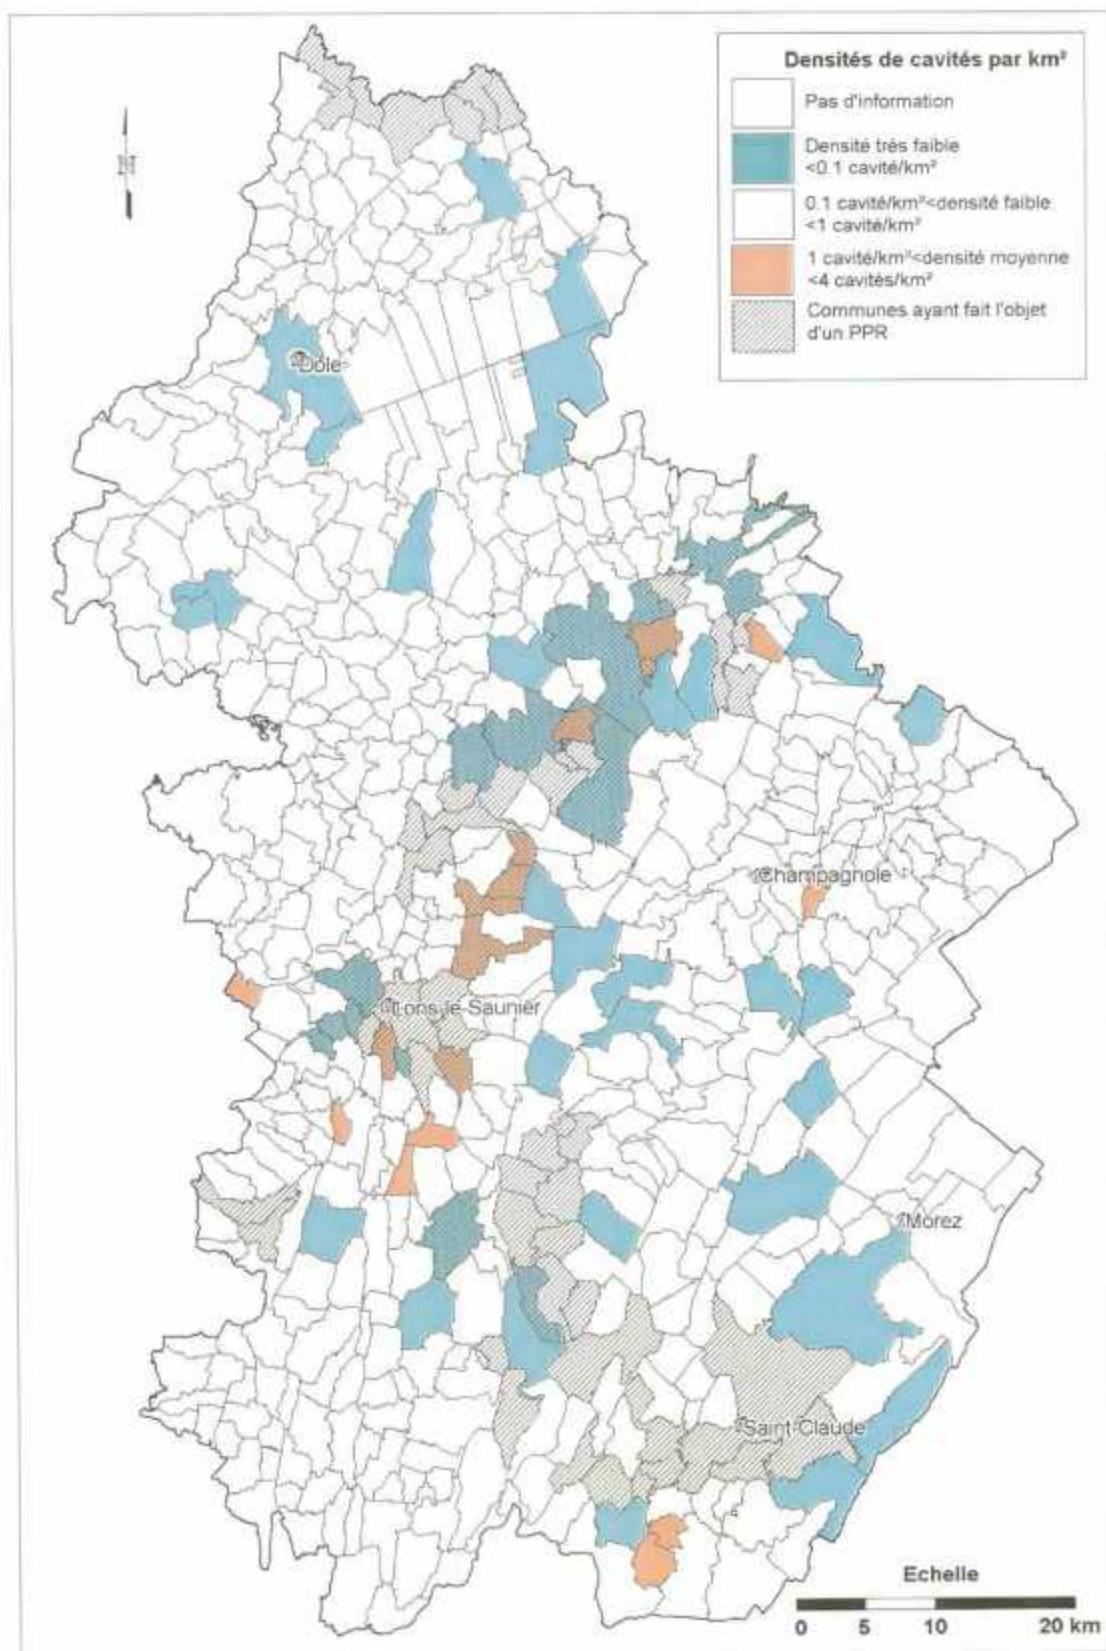 Densités de cavités par km²
Pas d'information
Densité très faible
<0.1 cavité/km²
0.1 cavité/km²<densité faible
<1 cavité/km²
1 cavité/km²<densité moyenne
<4 cavités/km²
Communes ayant fait l'objet
d'un PPR
Dole
Champagnole
Lons-le-Saunier
Morez
Saint-Claude
Echelle
0 5 10 20 km